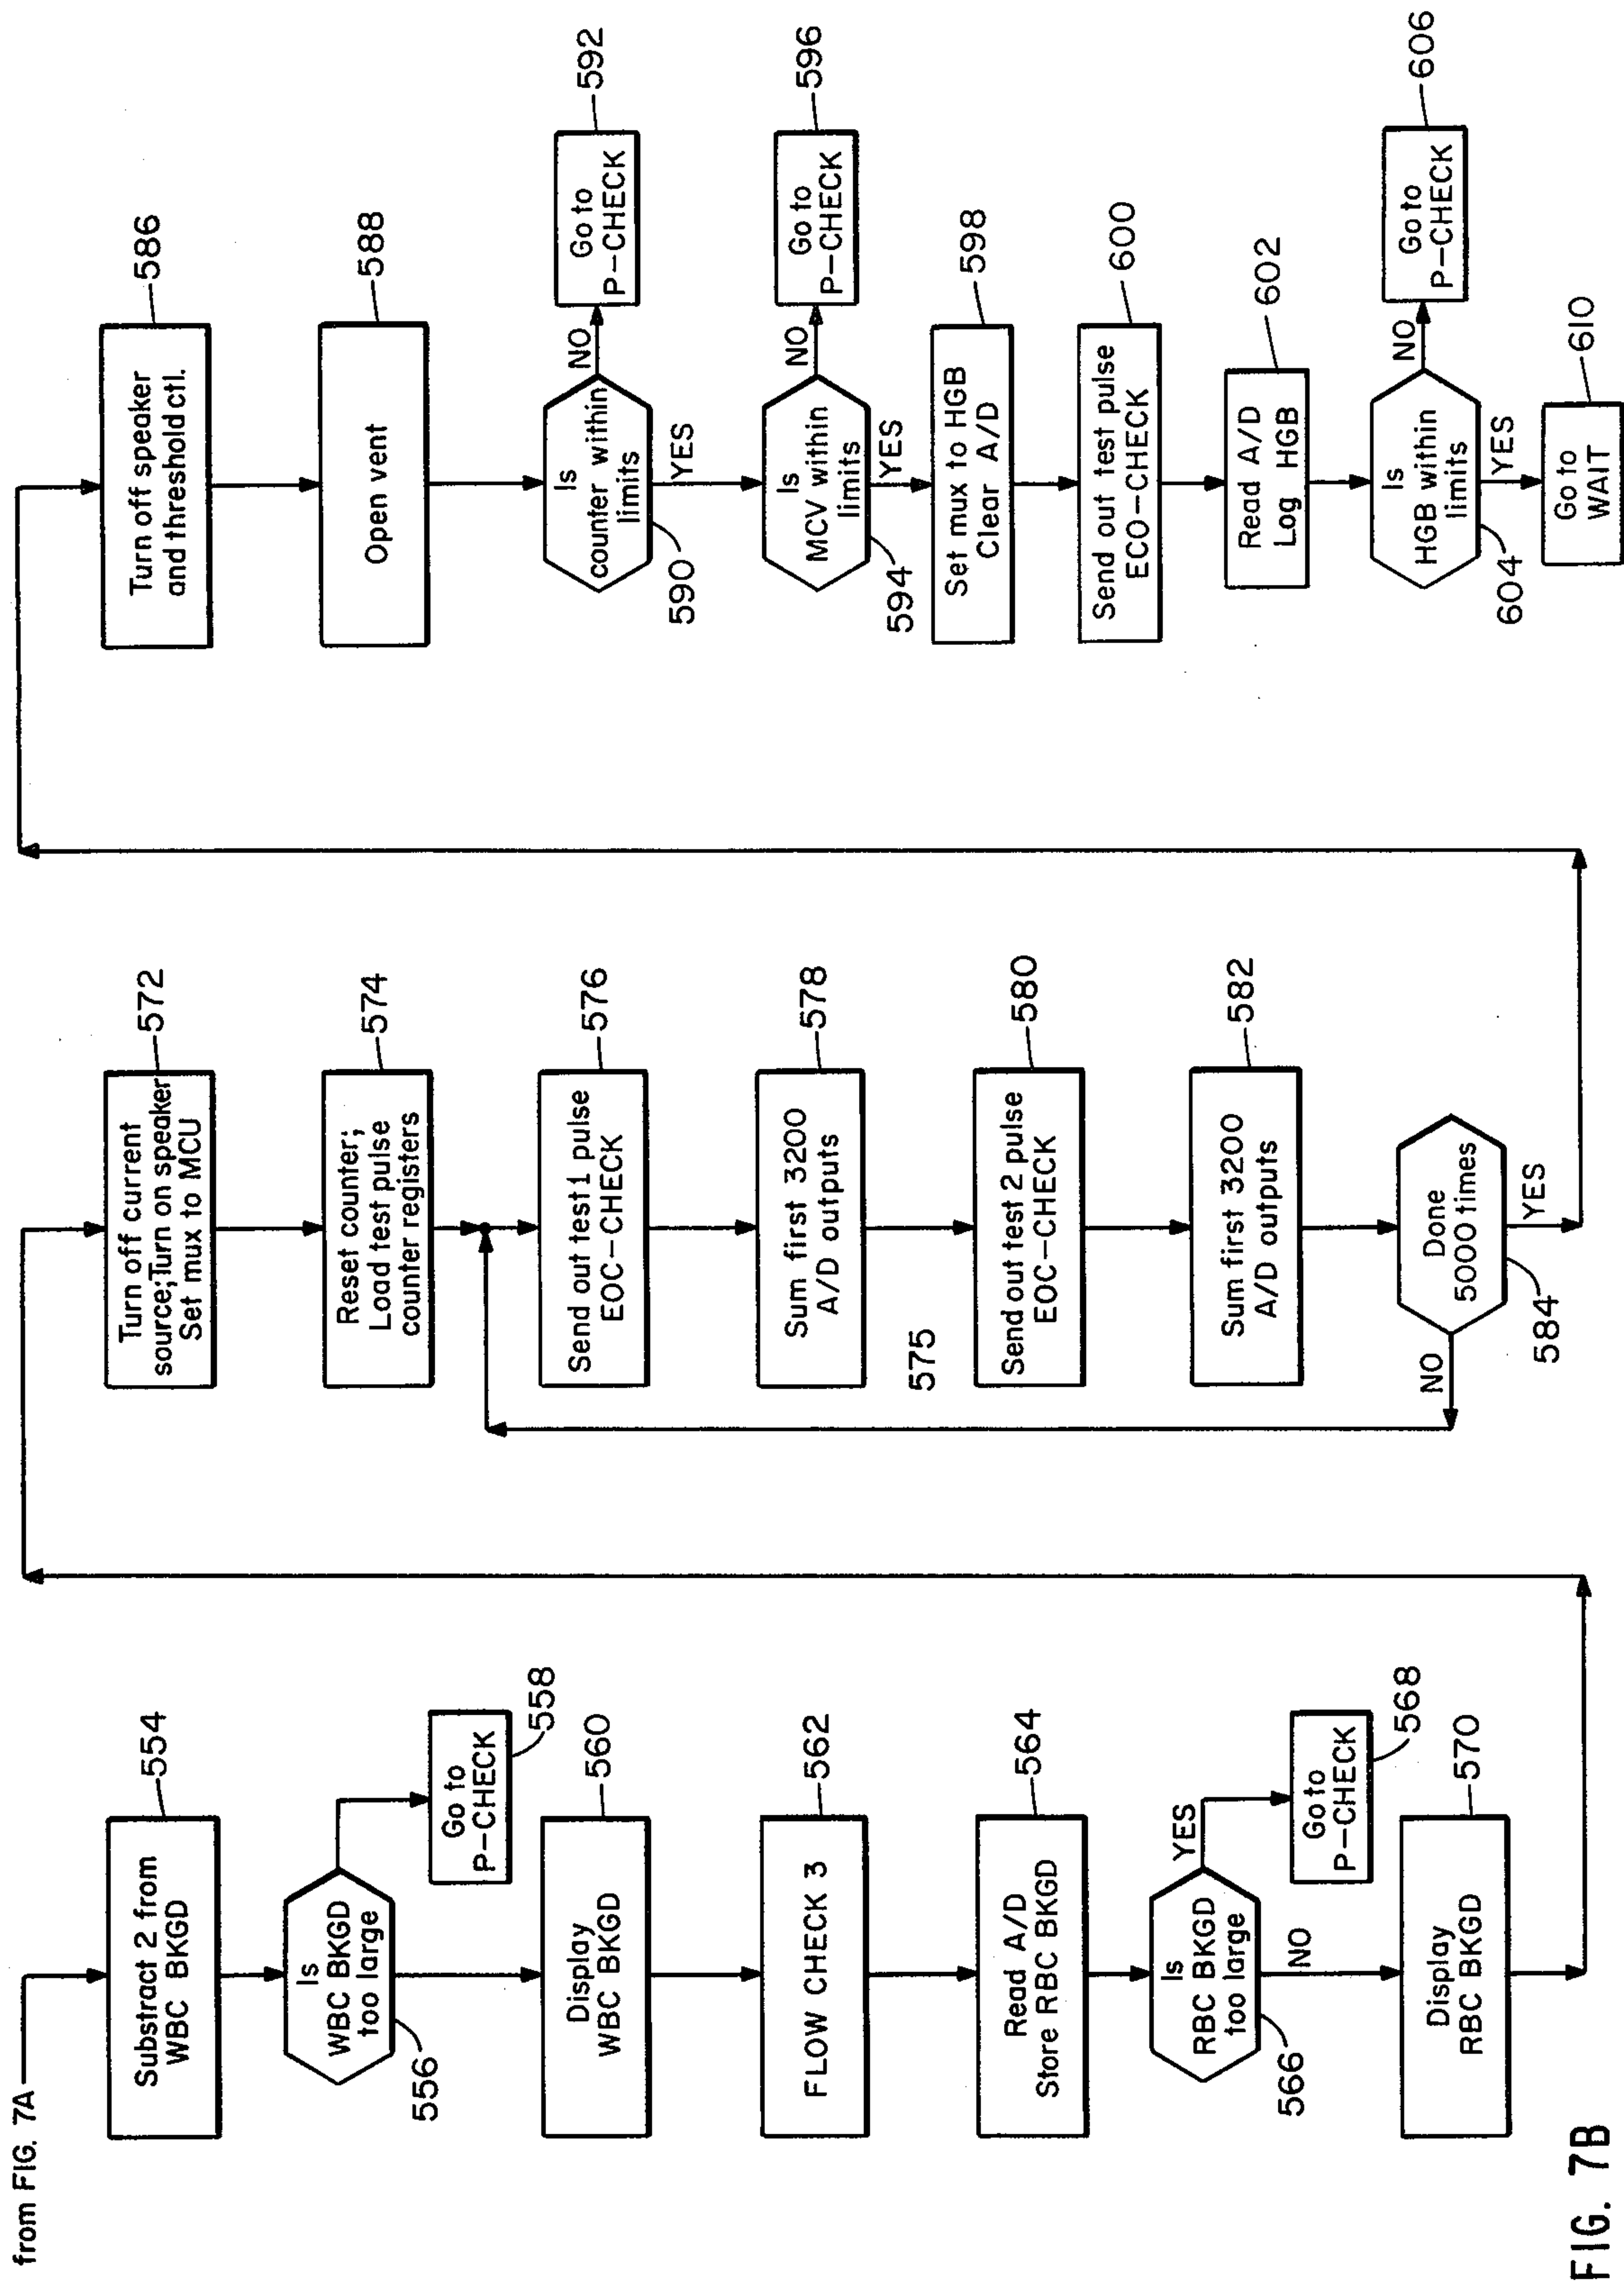 from FIG. 7A
Substract 2 from
WBC BKGD
554
Is
WBC BKGD
too large
556
Go to
P-CHECK
558
Display
WBC BKGD
560
FLOW CHECK 3
562
Read A/D
Store RBC BKGD
564
Is
RBC BKGD
too large
566
YES
NO
Go to
P-CHECK
568
Display
RBC BKGD
570
Turn off current
source;Turn on speaker
Set mux to MCU
572
Reset counter;
Load test pulse
counter registers
574
Send out test 1 pulse
EOC-CHECK
576
Sum first 3200
A/D outputs
578
575
Send out test 2 pulse
EOC-CHECK
580
Sum first 3200
A/D outputs
582
Done
5000 times
584
NO
YES
Turn off speaker
and threshold ctl.
586
Open vent
588
Is
counter within
limits
590
NO
YES
Go to
P-CHECK
592
Is
MCV within
limits
594
NO
YES
Go to
P-CHECK
596
Set mux to HGB
Clear A/D
598
Send out test pulse
ECO-CHECK
600
Read A/D
Log HGB
602
Is
HGB within
limits
604
NO
YES
Go to
P-CHECK
606
Go to
WAIT
610
FIG. 7B